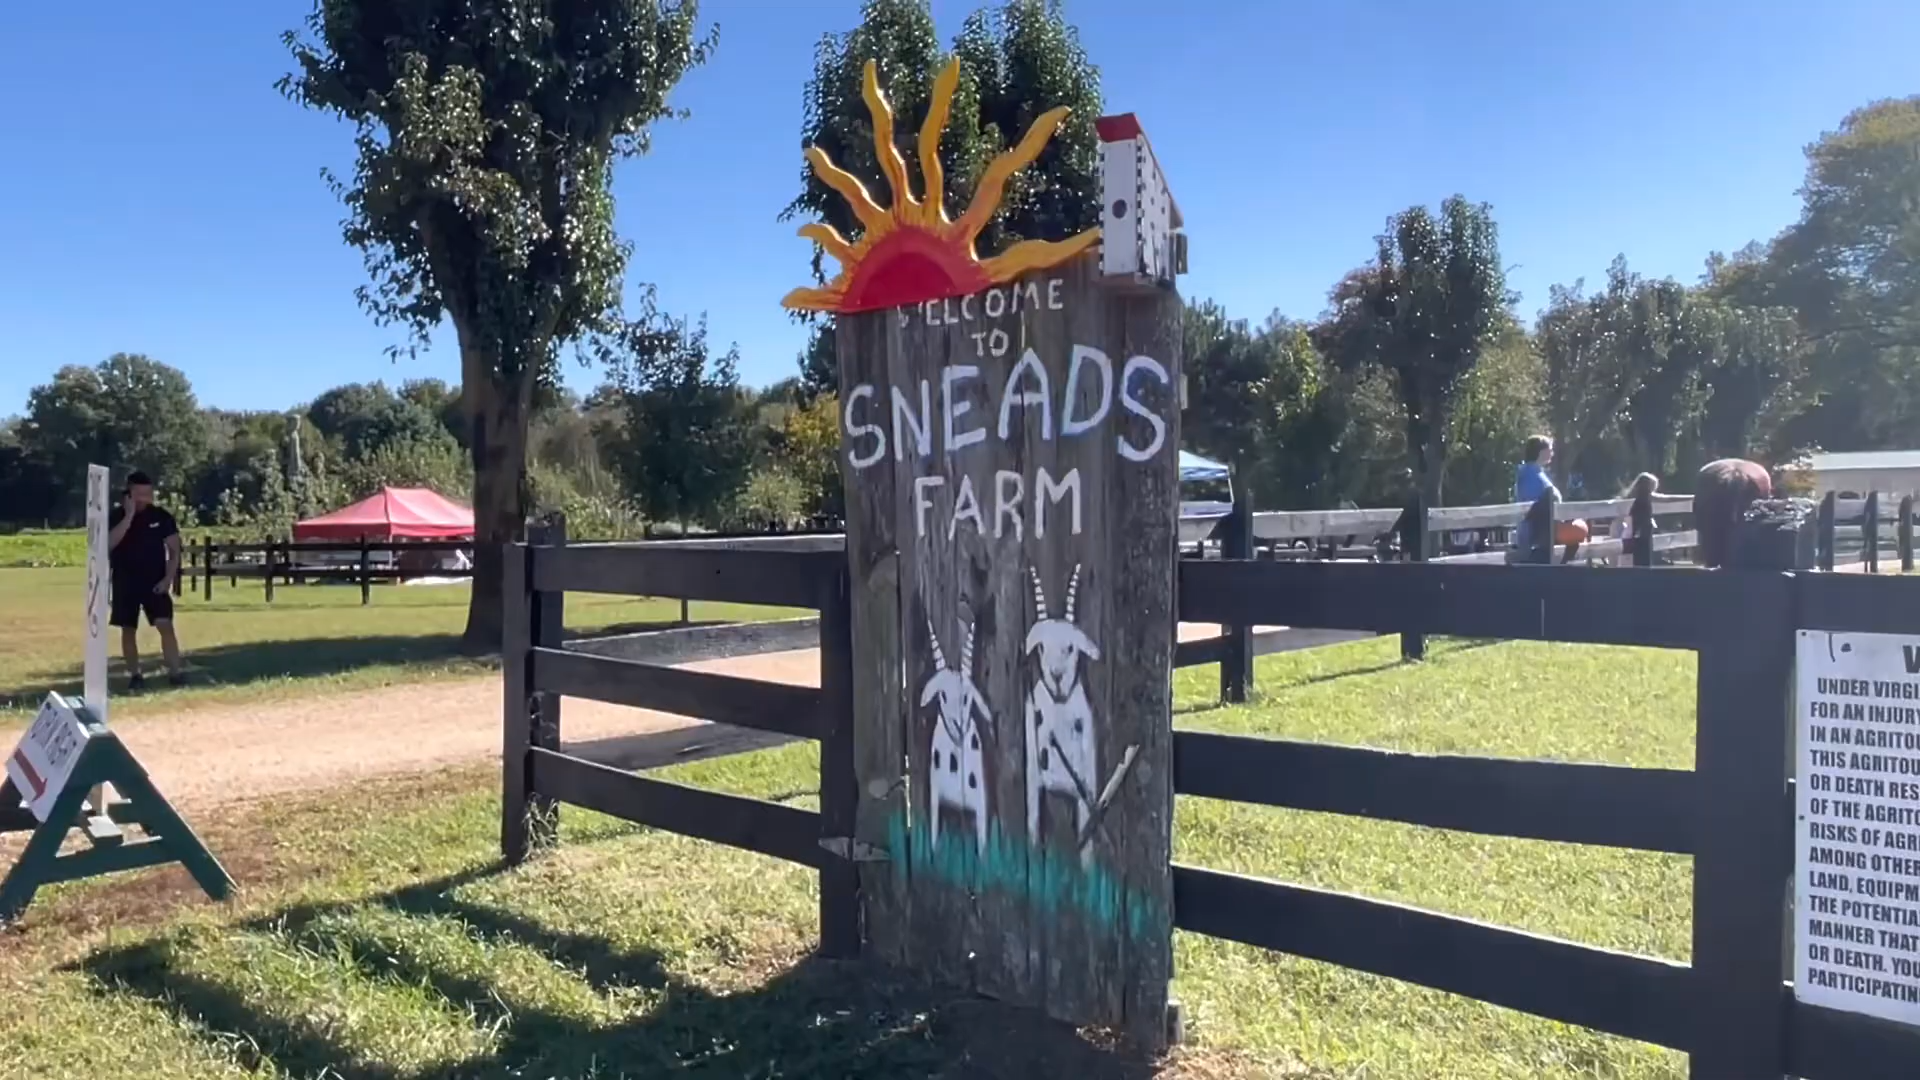 WELCOME
TO
SNEADS
FARM
UNDER VIRGI
FOR AN INJURY
IN AN AGRITOU
THIS AGRITOU
OR DEATH RES
OF THE AGRITO
RISKS OF AGRI
AMONG OTHER
LAND, EQUIPM
THE POTENTIA
MANNER THAT
OR DEATH. YOU
PARTICIPATIN